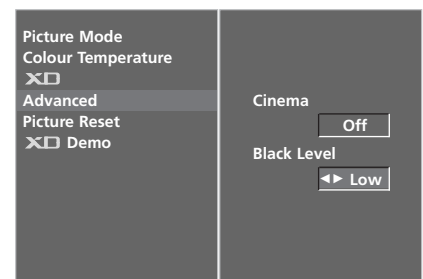 Picture Mode
Colour Temperature
XD
Advanced
Picture Reset
XD Demo
Cinema
Off
Black Level
◄► Low